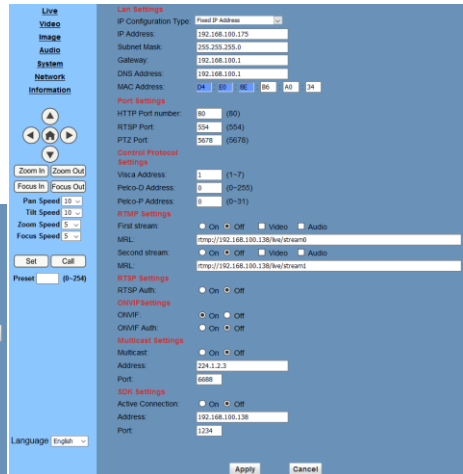 Live
Video
Image
Audio
System
Network
Information
Zoom In Zoom Out
Focus In Focus Out
Pan Speed 10
Tilt Speed 10
Zoom Speed 5
Focus Speed 5
Set Call
Preset (0~254)
Language English
Lan Settings
IP Configuration Type: Fixed IP Address
IP Address: 192.168.100.175
Subnet Mask: 255.255.255.0
Gateway: 192.168.100.1
DNS Address: 192.168.100.1
MAC Address: D4 : E0 : 8E : B6 : A0 : 34
Port Settings
HTTP Port number: 80 (80)
RTSP Port: 554 (554)
PTZ Port: 5678 (5678)
Control Protocol
Settings
Visca Address: 1 (1~7)
Pelco-D Address: 0 (0~255)
Pelco-P Address: 0 (0~31)
RTMP Settings
First stream: On Off Video Audio
MRL: rtmp://192.168.100.138/live/stream0
Second stream: On Off Video Audio
MRL: rtmp://192.168.100.138/live/stream1
RTSP Settings
RTSP Auth: On Off
ONVIFSettings
ONVIF: On Off
ONVIF Auth: On Off
Multicast Settings
Multicast: On Off
Address: 224.1.2.3
Port: 6688
SDK Settings
Active Connection: On Off
Address: 192.168.100.138
Port: 1234
Apply Cancel